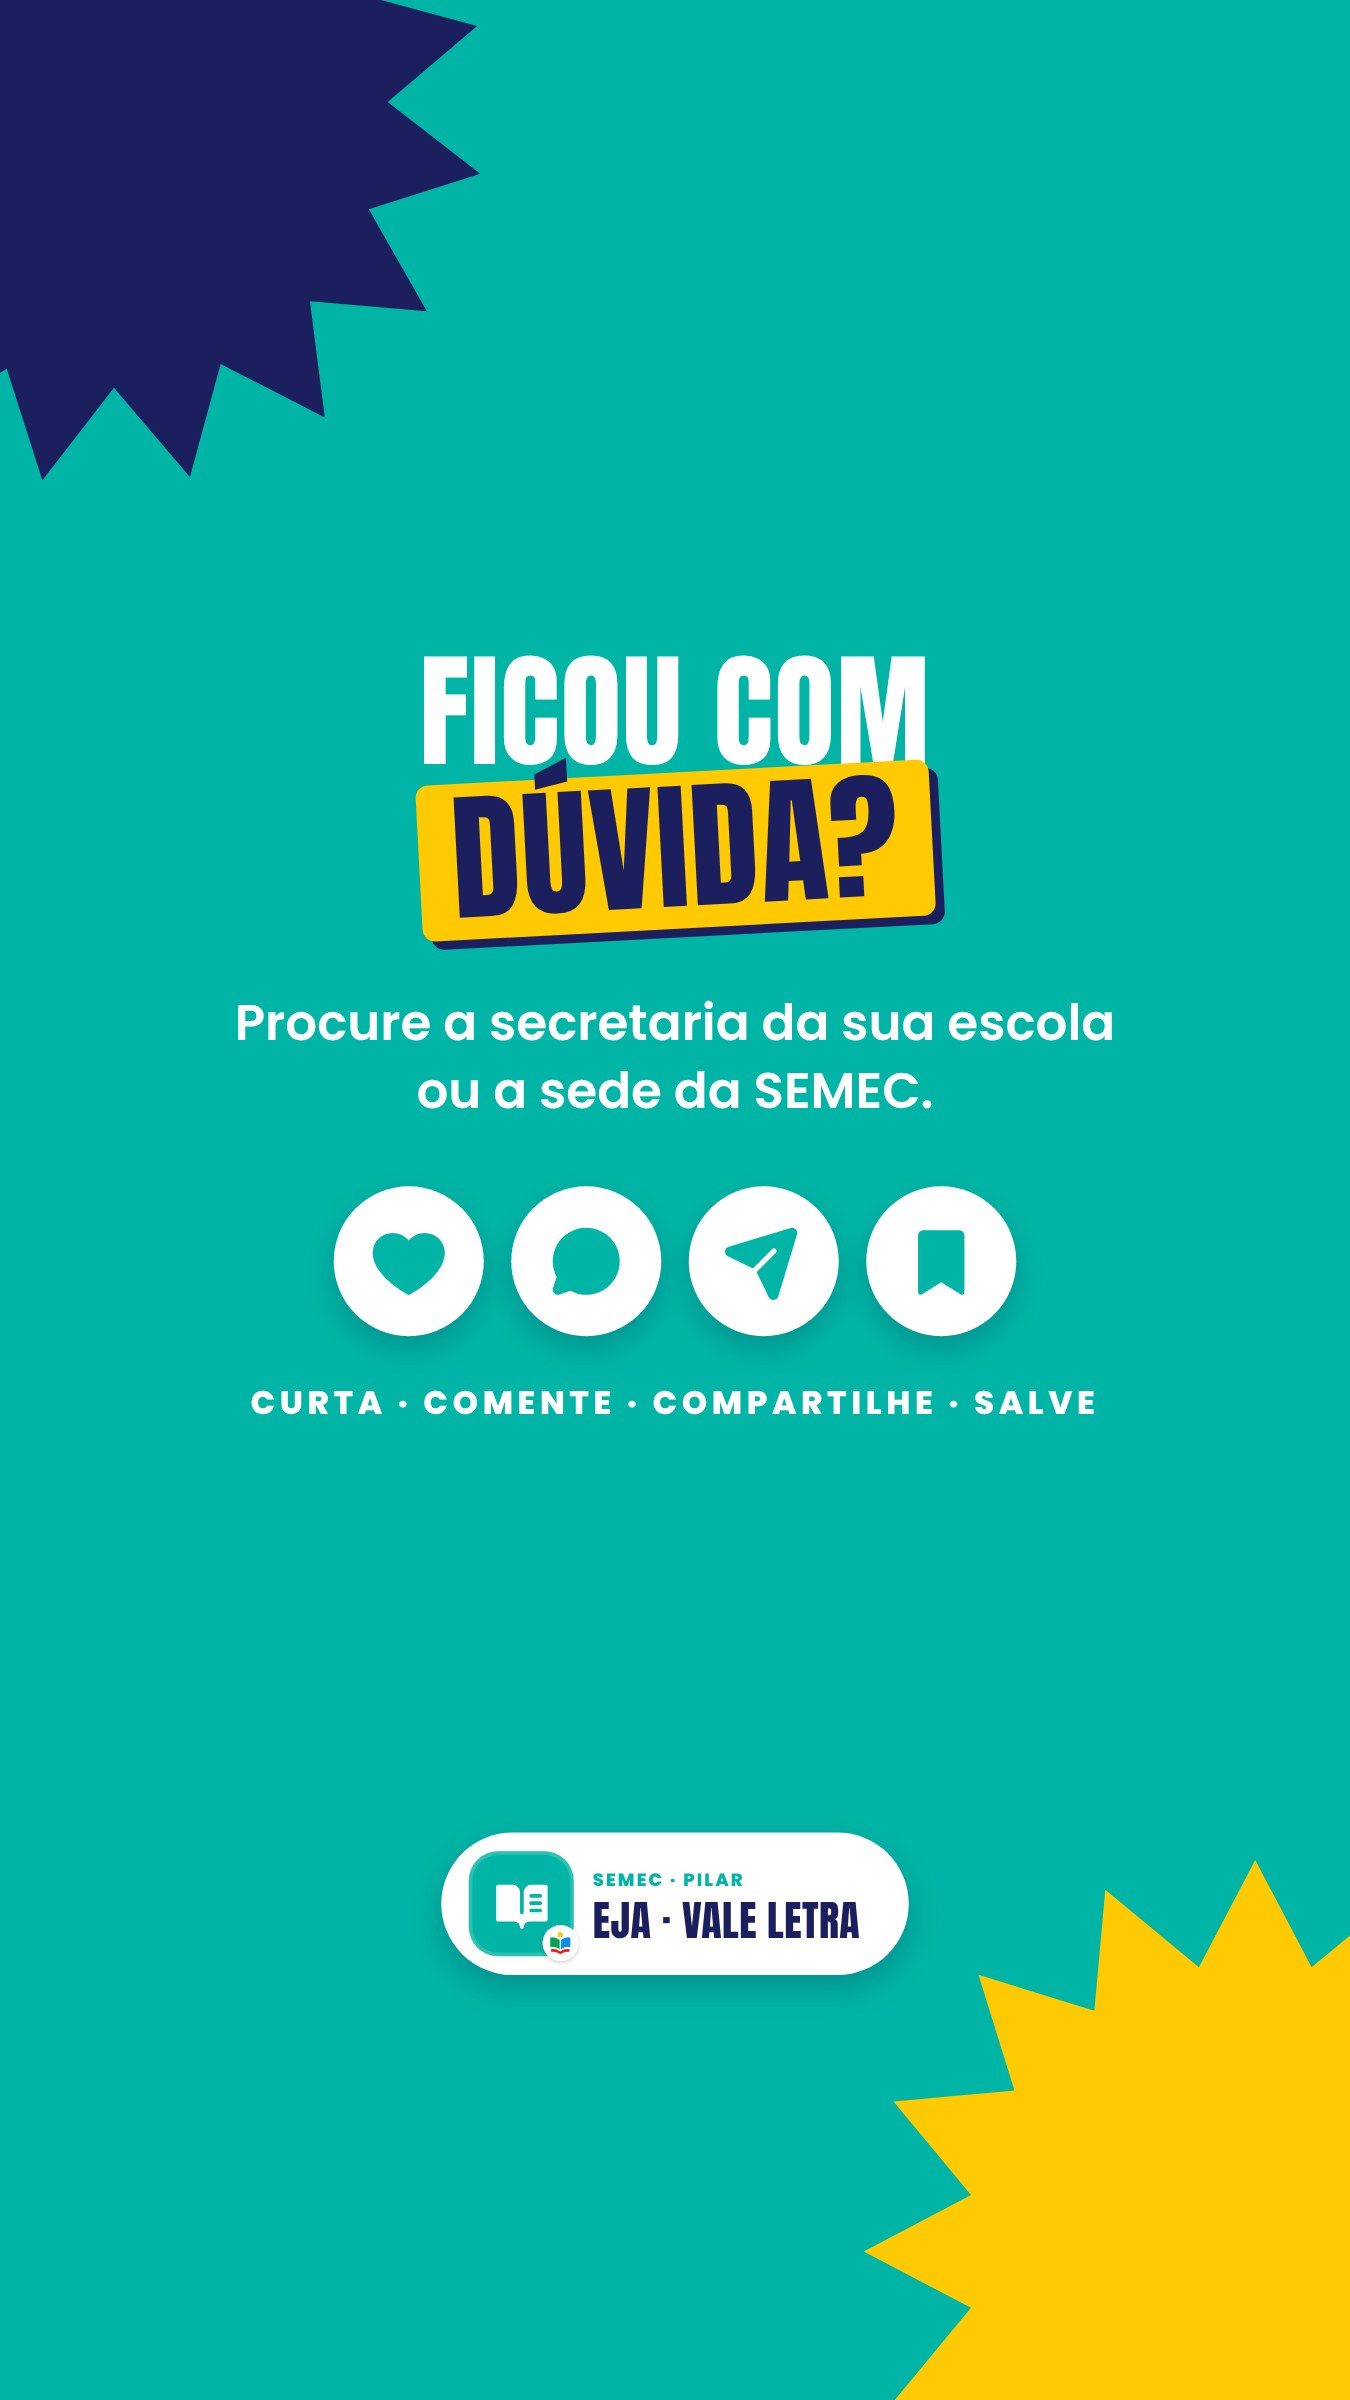 FICOU COM
DÚVIDA?
Procure a secretaria da sua escola
ou a sede da SEMEC.
CURTA · COMENTE · COMPARTILHE · SALVE
SEMEC · PILAR
EJA · VALE LETRA